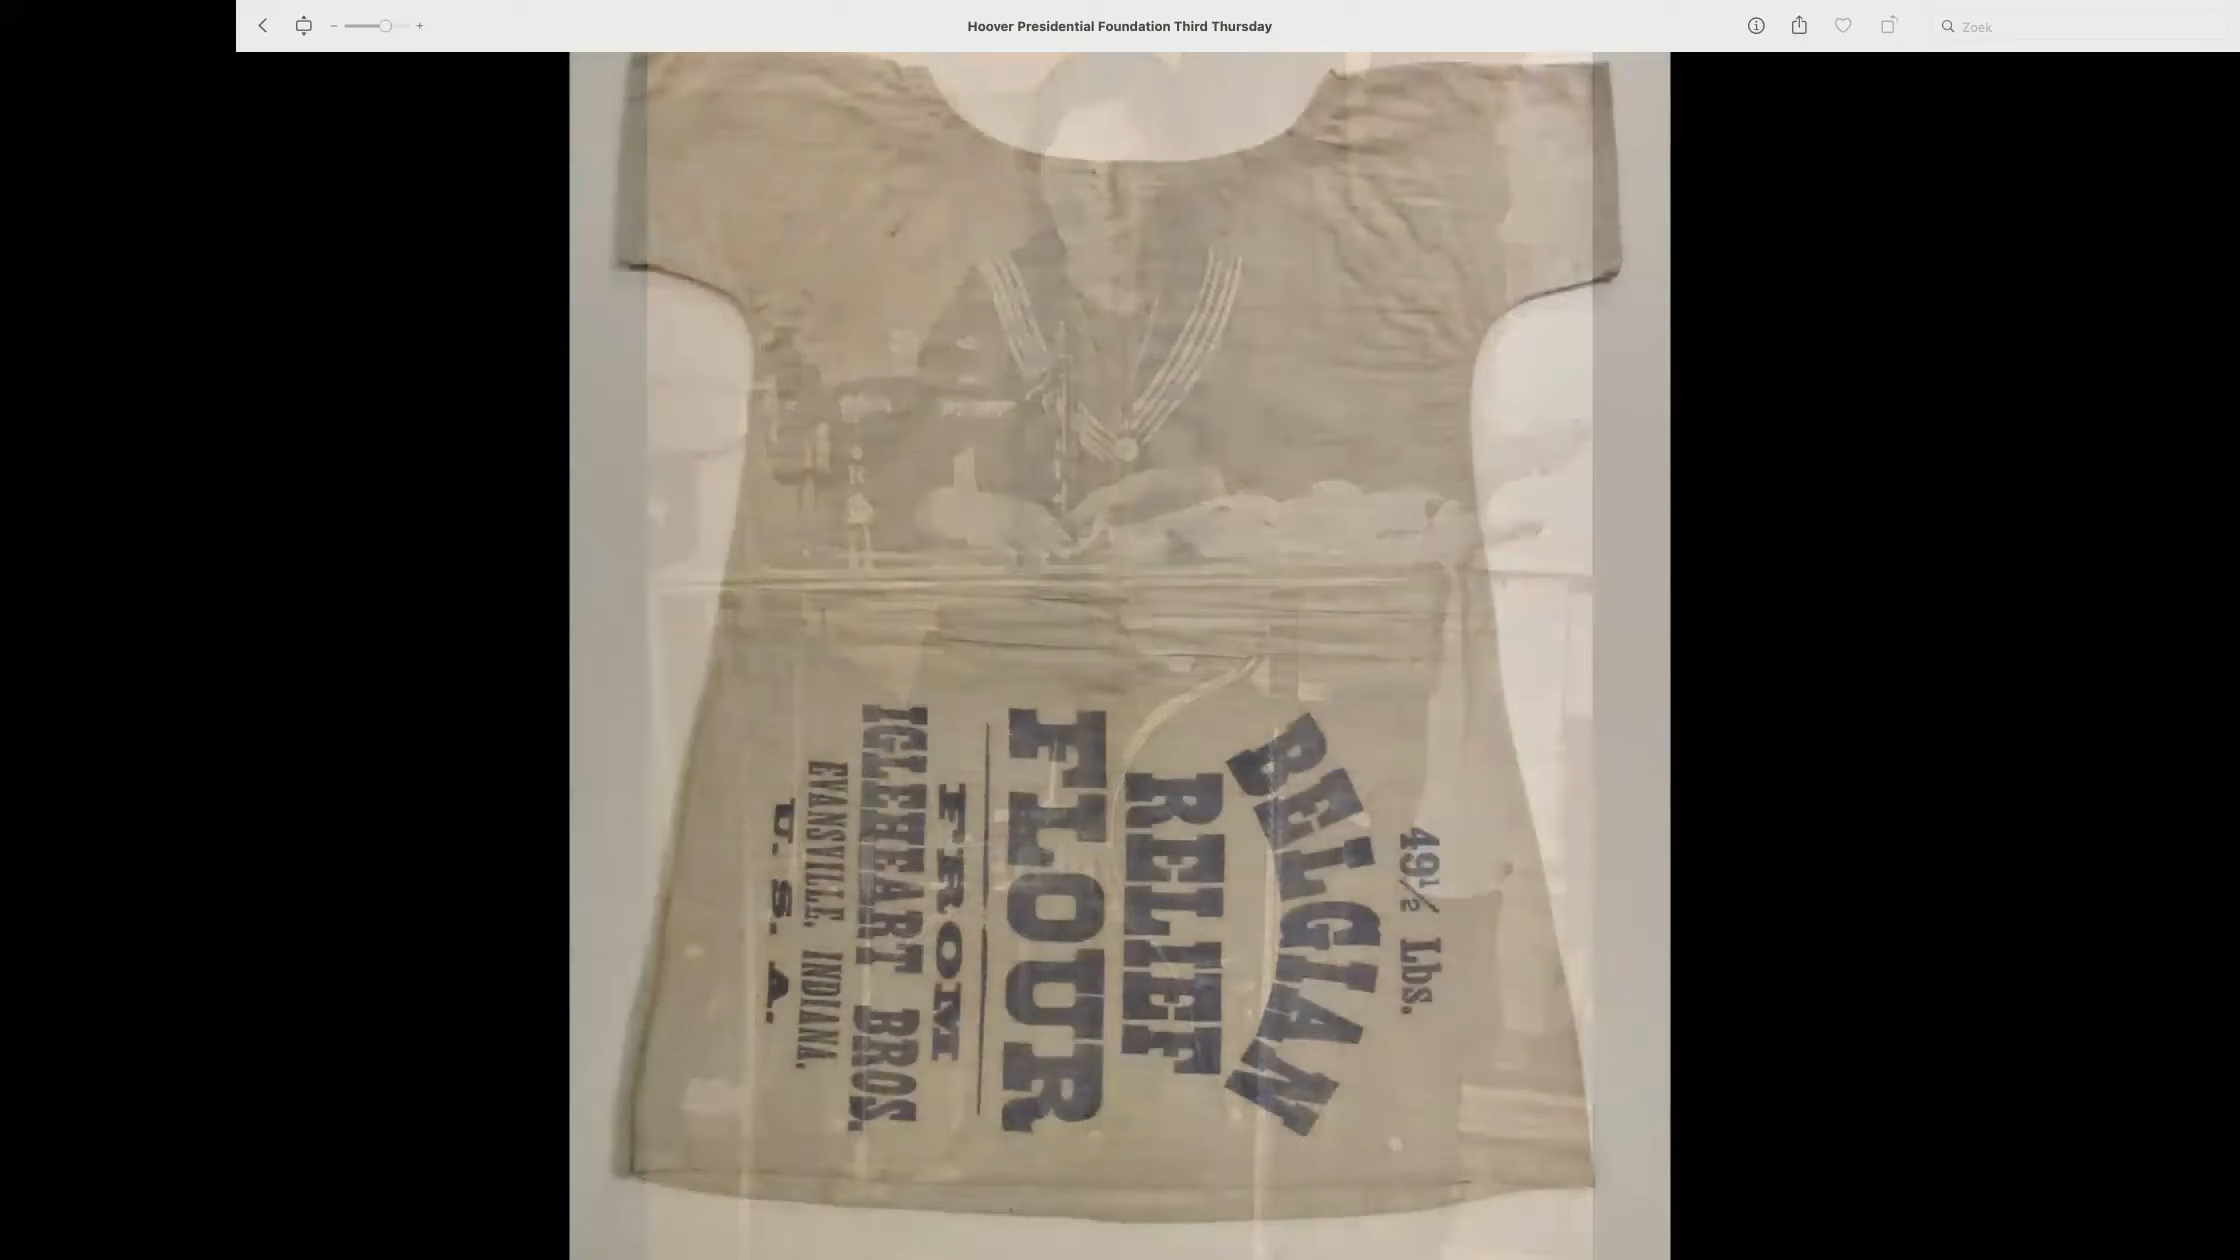 Hoover Presidential Foundation Third Thursday
Zoek
49½ Lbs.
BELGIAN
RELIEF
FLOUR
FROM
IGLEHEART BROS.
EVANSVILLE, INDIANA.
U. S. A.